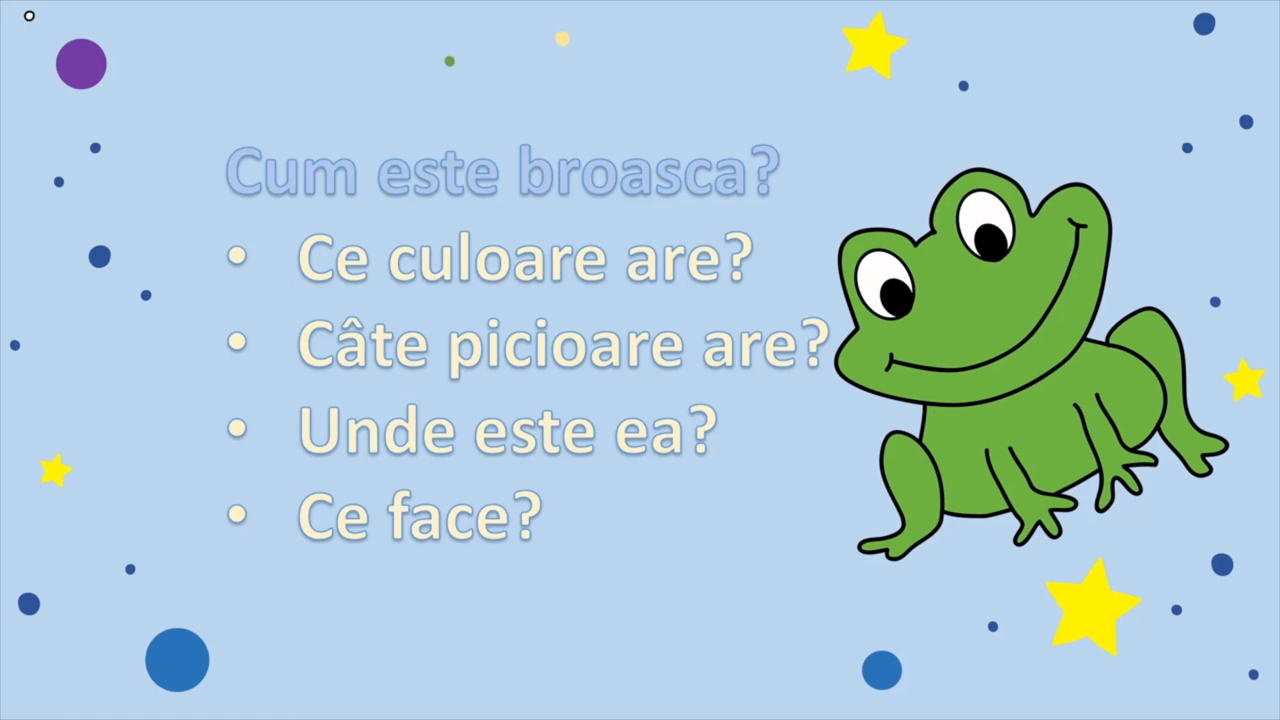 Cum este broasca?
• Ce culoare are?
• Câte picioare are?
• Unde este ea?
• Ce face?